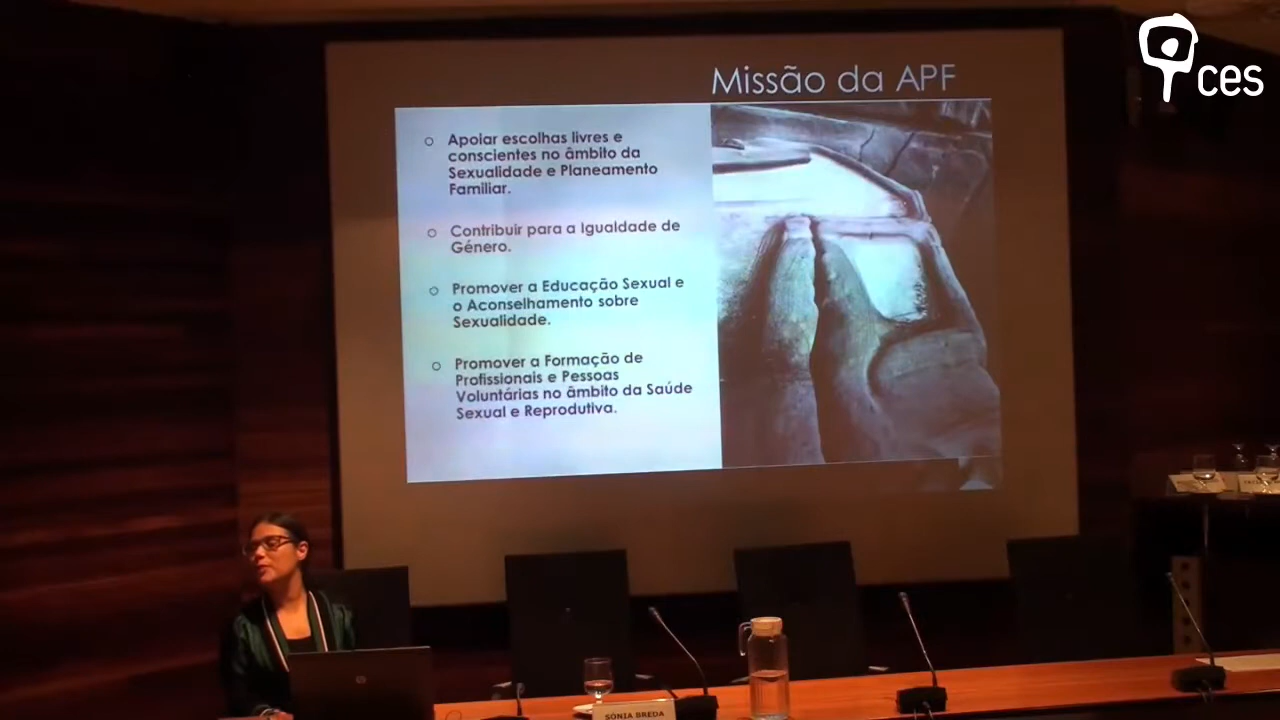 ces
Missão da APF
Apoiar escolhas livres e
conscientes no âmbito da
Sexualidade e Planeamento
Familiar.
Contribuir para a Igualdade de
Género.
Promover a Educação Sexual e
o Aconselhamento sobre
Sexualidade.
Promover a Formação de
Profissionais e Pessoas
Voluntárias no âmbito da Saúde
Sexual e Reprodutiva.
SÓNIA BREDA